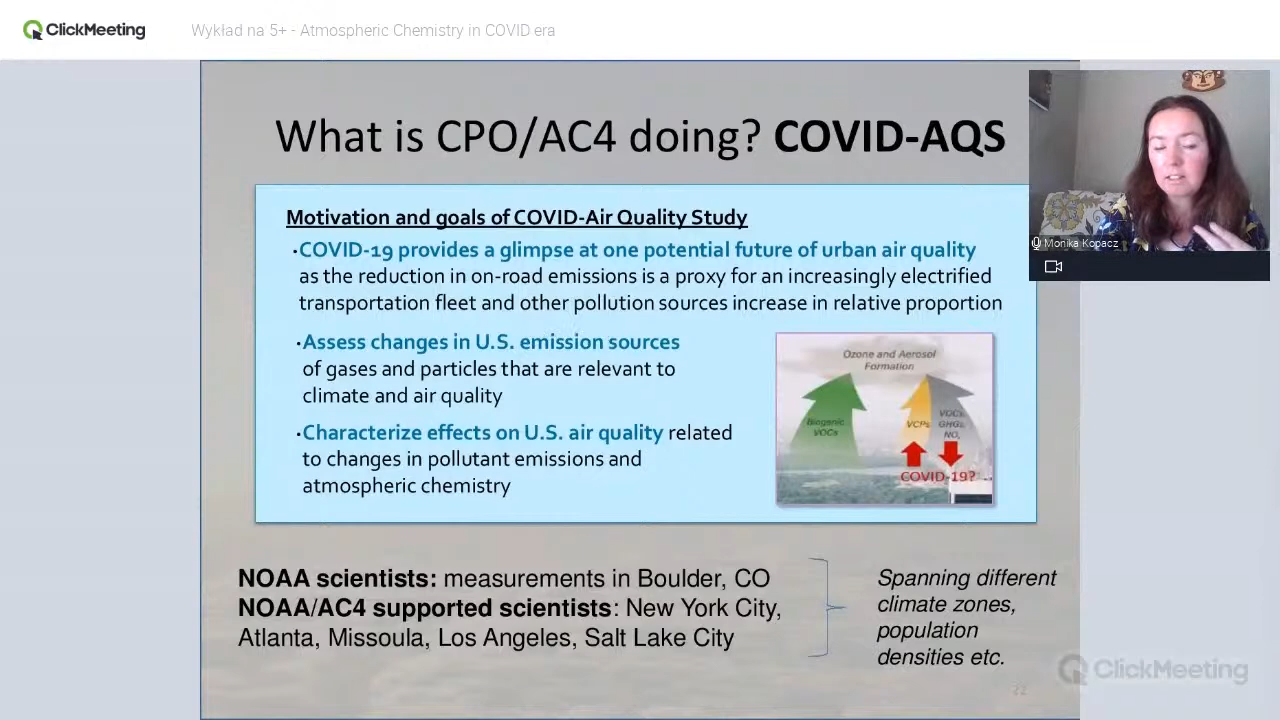 ClickMeeting
Wykład na 5+ - Atmospheric Chemistry in COVID era
What is CPO/AC4 doing? COVID-AQS
Motivation and goals of COVID-Air Quality Study
•COVID-19 provides a glimpse at one potential future of urban air quality
as the reduction in on-road emissions is a proxy for an increasingly electrified
transportation fleet and other pollution sources increase in relative proportion
•Assess changes in U.S. emission sources
of gases and particles that are relevant to
climate and air quality
•Characterize effects on U.S. air quality related
to changes in pollutant emissions and
atmospheric chemistry
Ozone and Aerosol
Formation
Biogenic
VOCs
VCPs
VOCs
GHGs
NOx
COVID-19?
Monika Kopacz
NOAA scientists: measurements in Boulder, CO
NOAA/AC4 supported scientists: New York City,
Atlanta, Missoula, Los Angeles, Salt Lake City
Spanning different
climate zones,
population
densities etc.
ClickMeeting
22